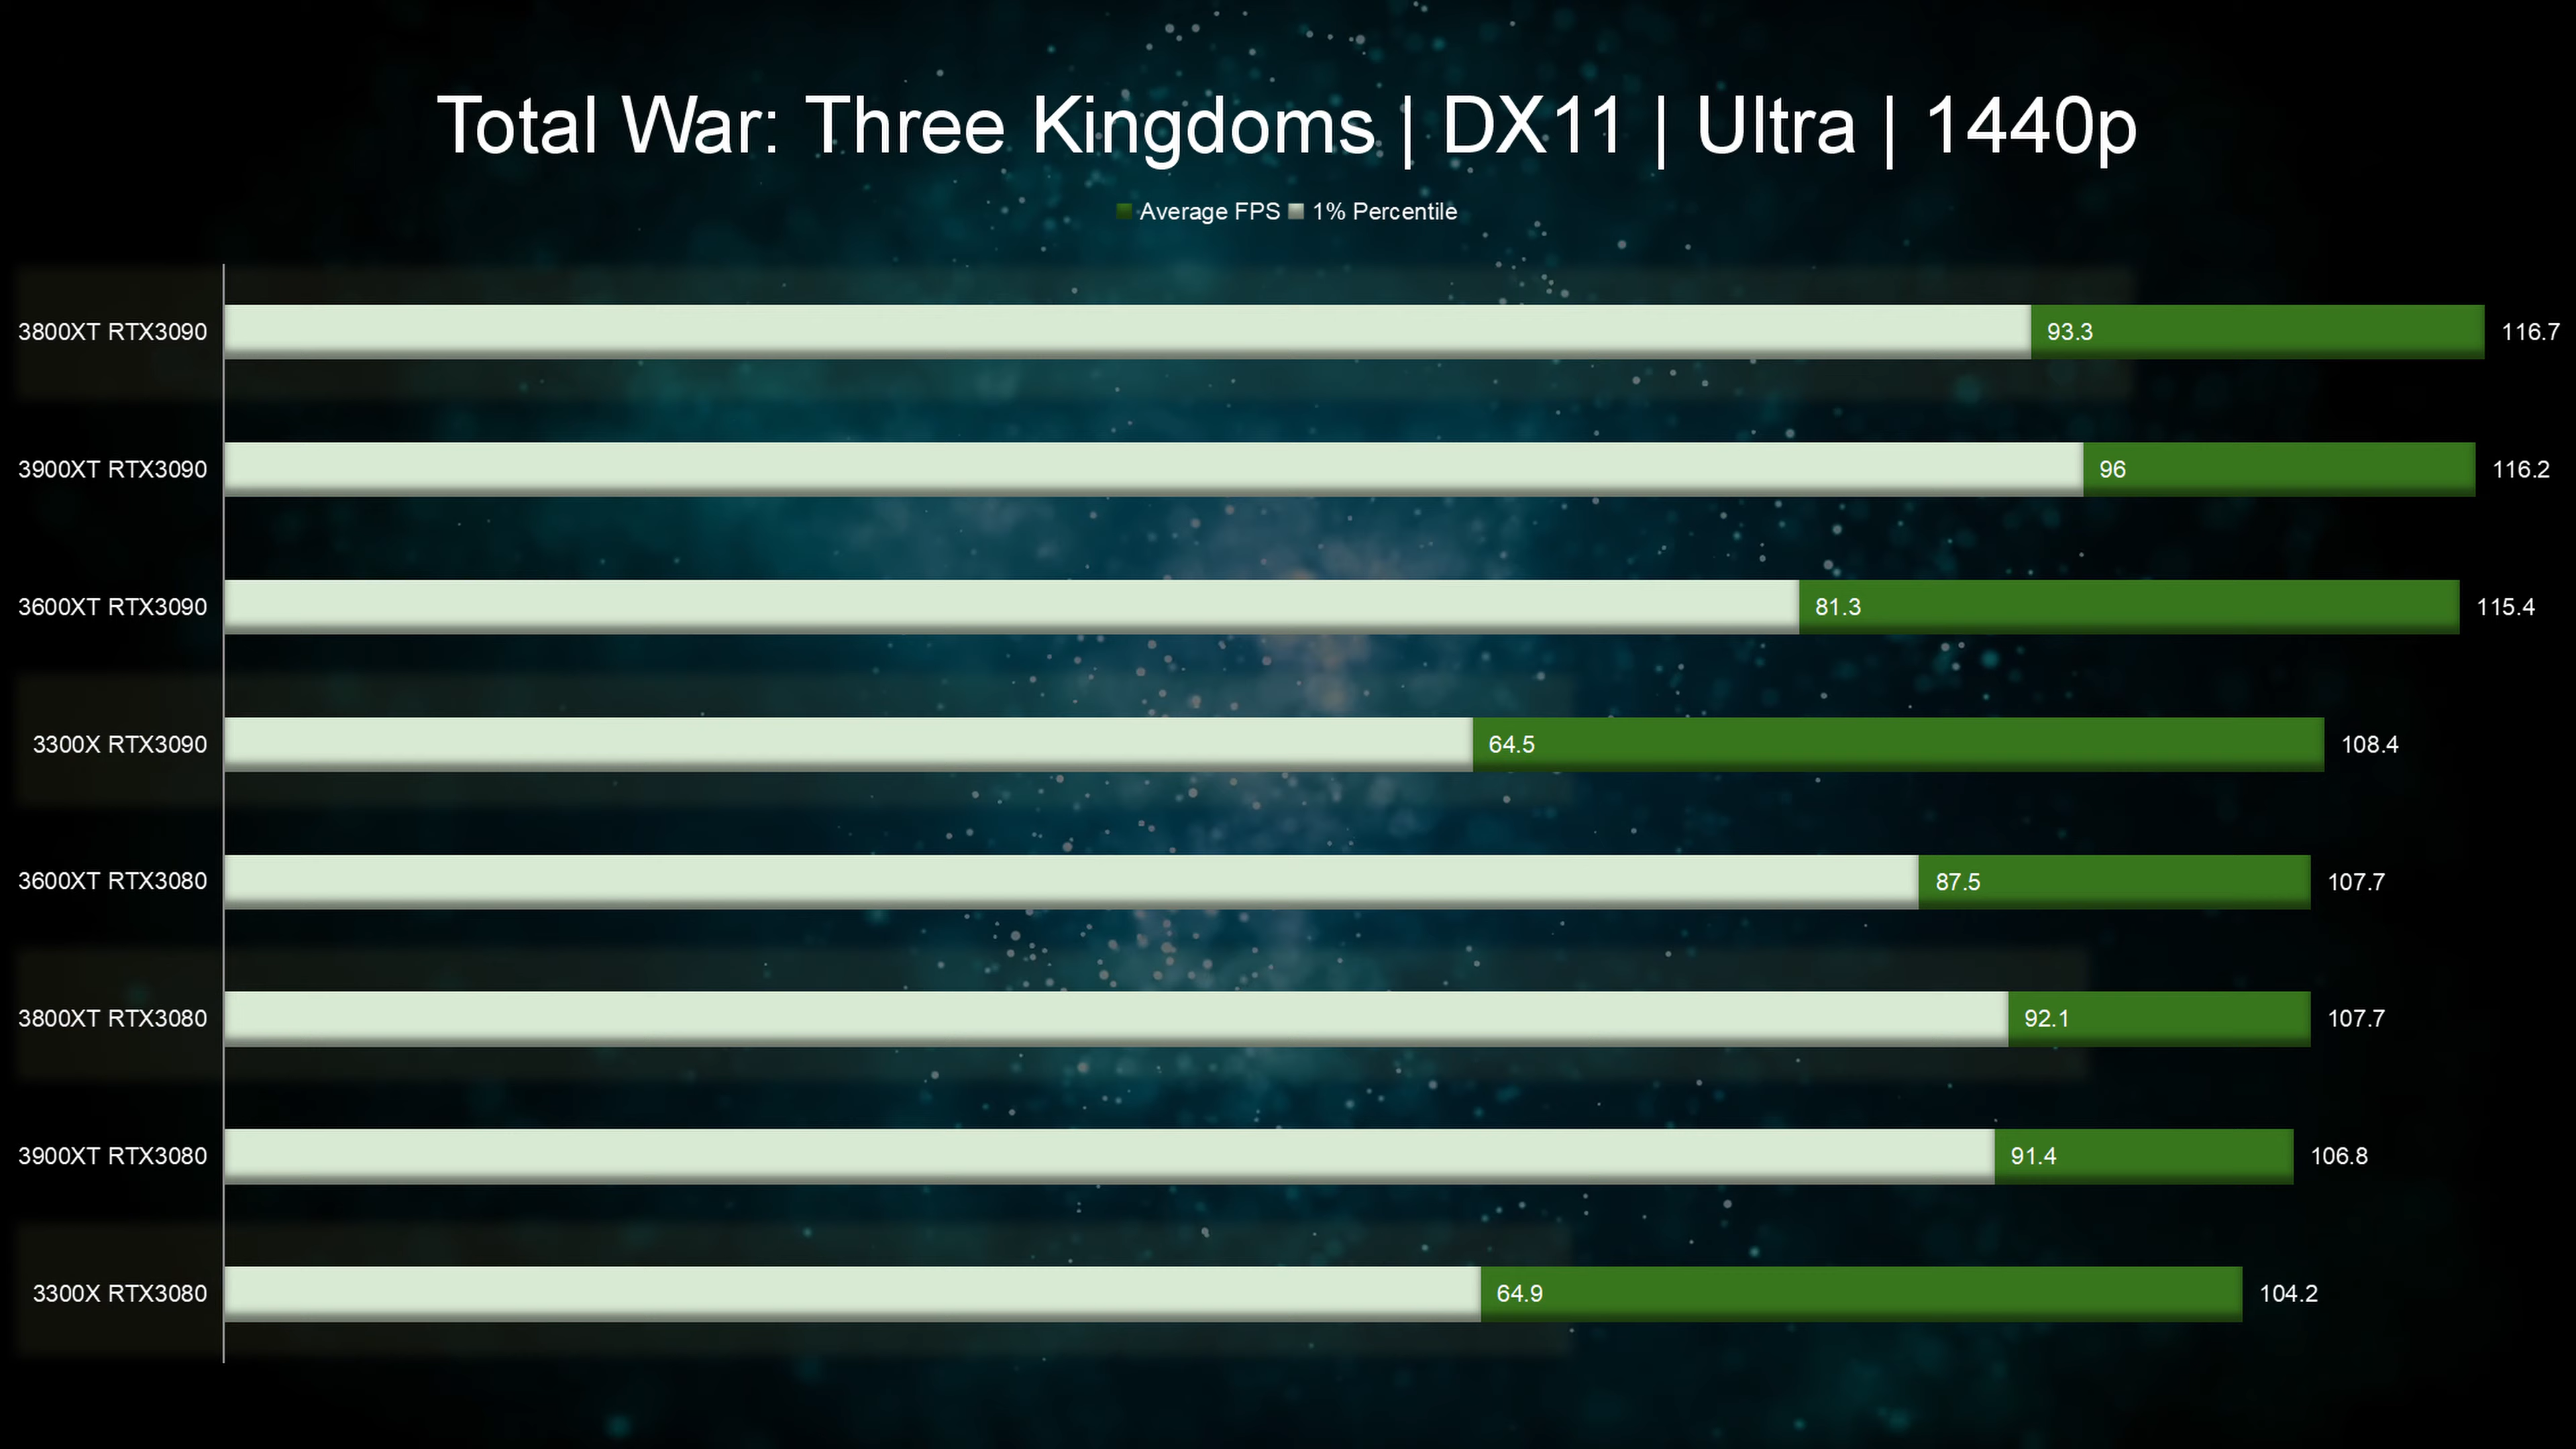 Total War: Three Kingdoms | DX11 | Ultra | 1440p
Average FPS 1% Percentile
3800XT RTX3090 93.3 116.7
3900XT RTX3090 96 116.2
3600XT RTX3090 81.3 115.4
3300X RTX3090 64.5 108.4
3600XT RTX3080 87.5 107.7
3800XT RTX3080 92.1 107.7
3900XT RTX3080 91.4 106.8
3300X RTX3080 64.9 104.2